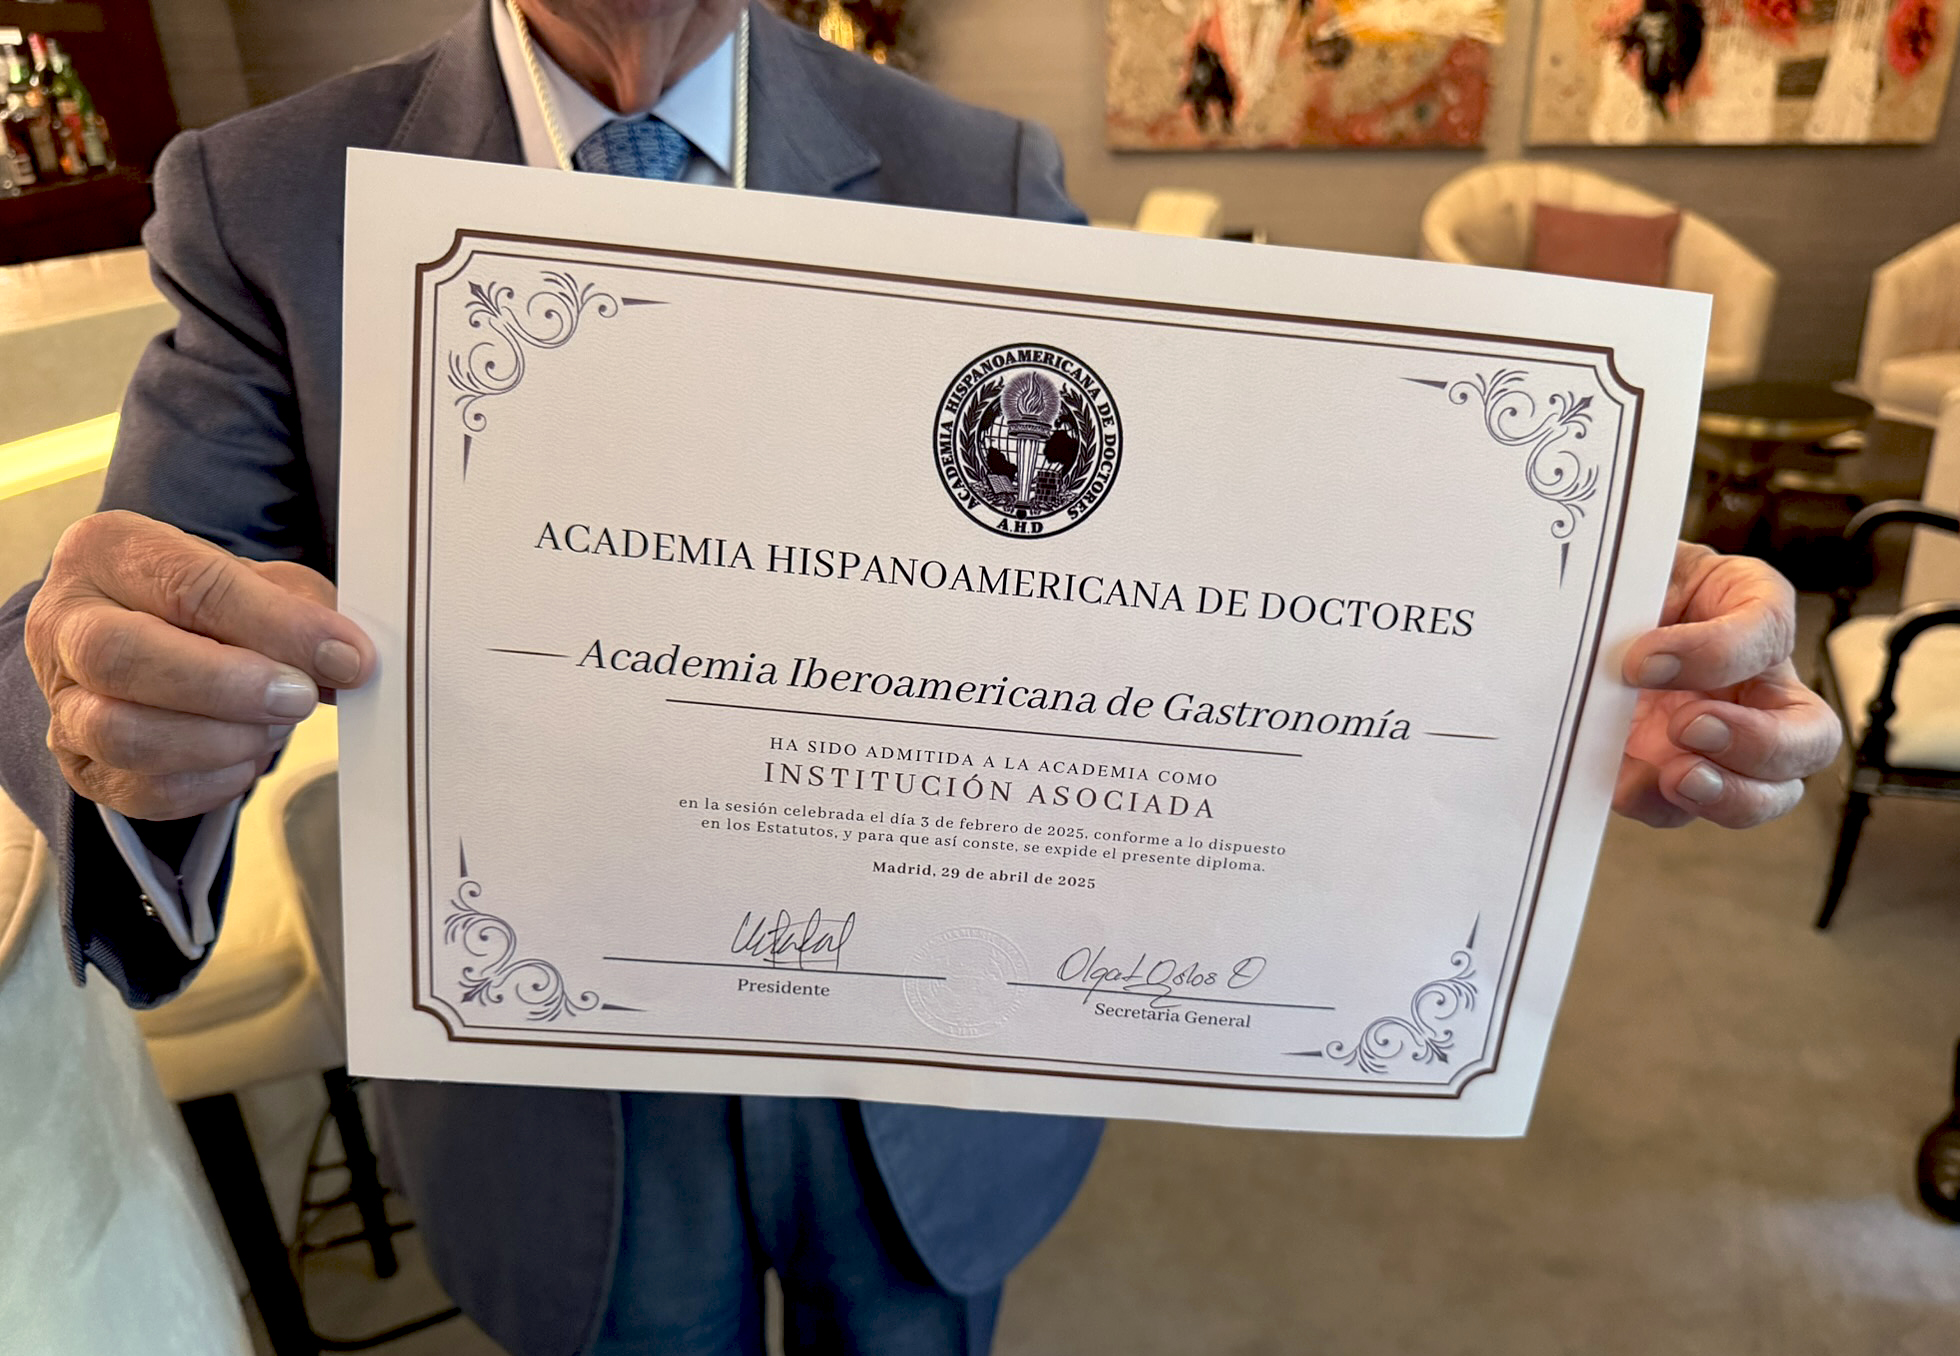 ACADEMIA HISPANOAMERICANA DE DOCTORES
A.H.D
ACADEMIA HISPANOAMERICANA DE DOCTORES
Academia Iberoamericana de Gastronomía
HA SIDO ADMITIDA A LA ACADEMIA COMO
INSTITUCIÓN ASOCIADA
en la sesión celebrada el día 3 de febrero de 2025, conforme a lo dispuesto
en los Estatutos, y para que así conste, se expide el presente diploma.
Madrid, 29 de abril de 2025
Presidente
Secretaria General